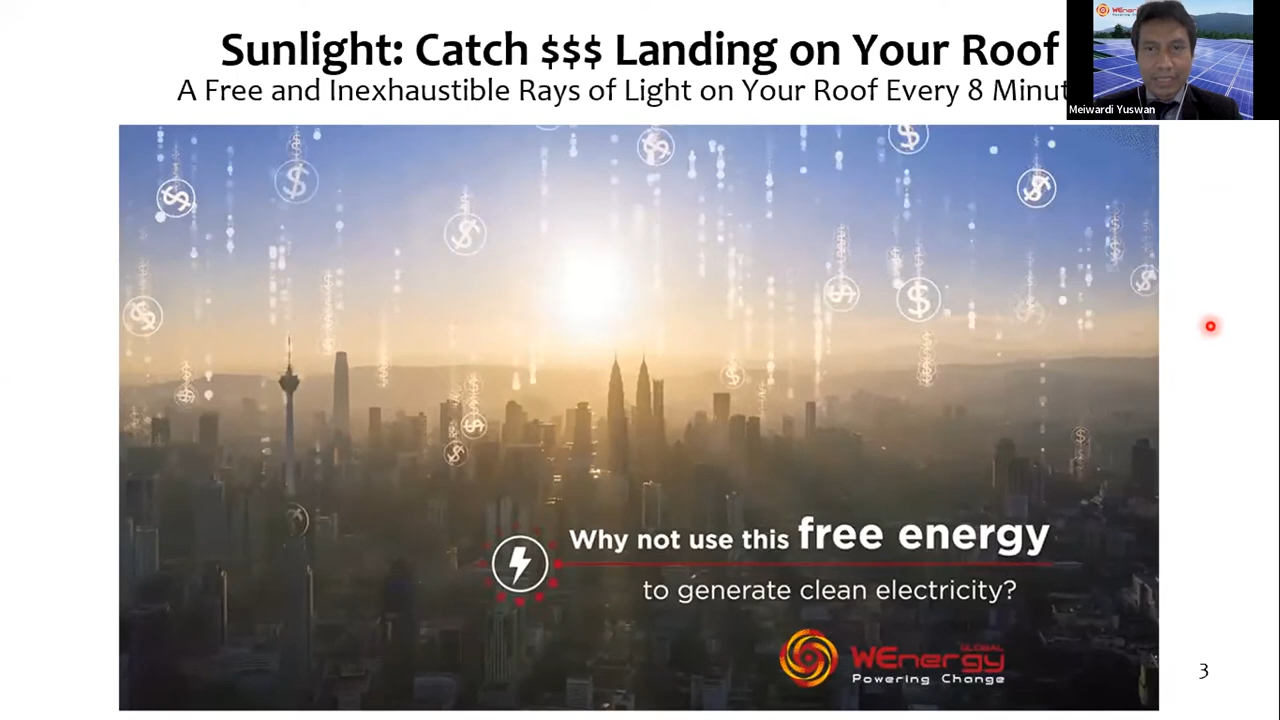 Sunlight: Catch $$$ Landing on Your Roof
A Free and Inexhaustible Rays of Light on Your Roof Every 8 Minut
WEnergy
Meiwardi Yuswan
Why not use this free energy
to generate clean electricity?
GLOBAL
WEnergy
Powering Change
3